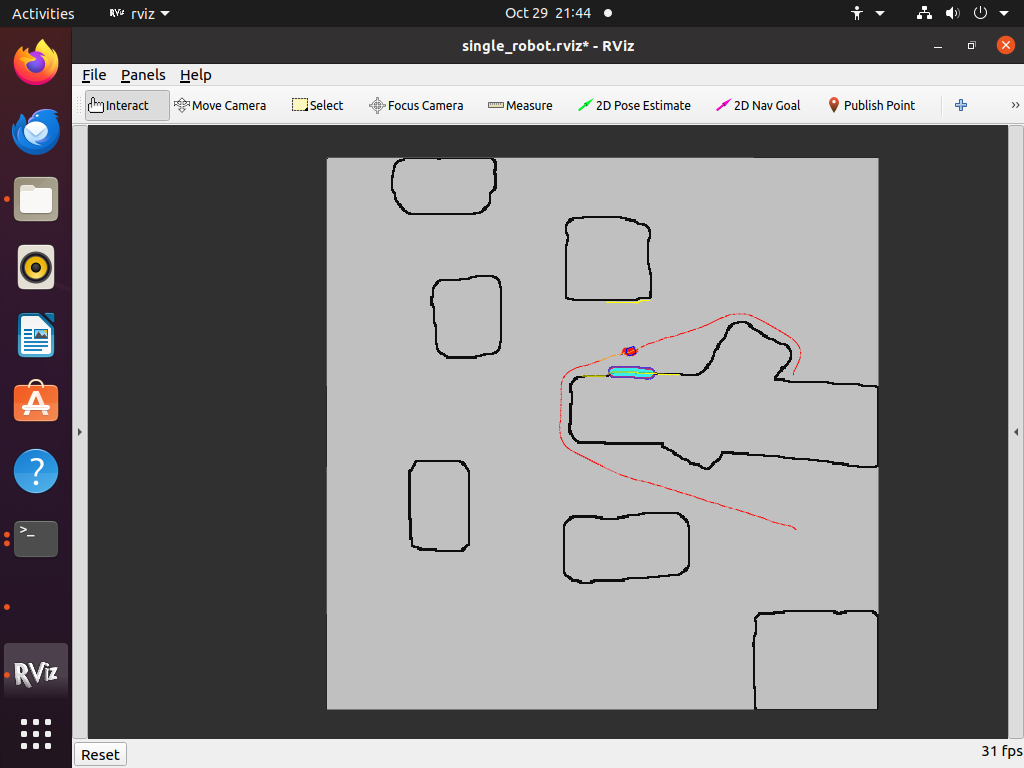 Activities
RViz
rviz
Oct 29 21:44
single_robot.rviz* - RViz
File
Panels
Help
Interact
Move Camera
Select
Focus Camera
Measure
2D Pose Estimate
2D Nav Goal
Publish Point
»
A
?
>_
RViz
Reset
31 fps